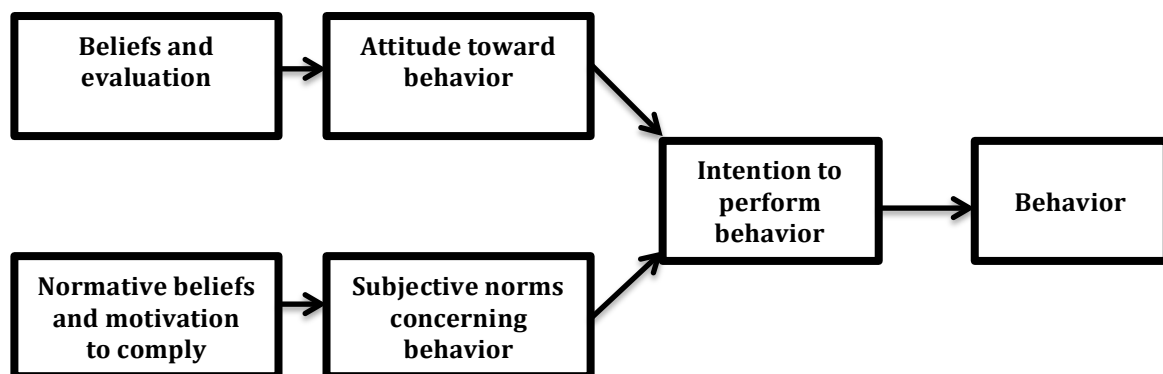 Beliefs and
evaluation
Attitude toward
behavior
Intention to
perform
behavior
Behavior
Normative beliefs
and motivation
to comply
Subjective norms
concerning
behavior